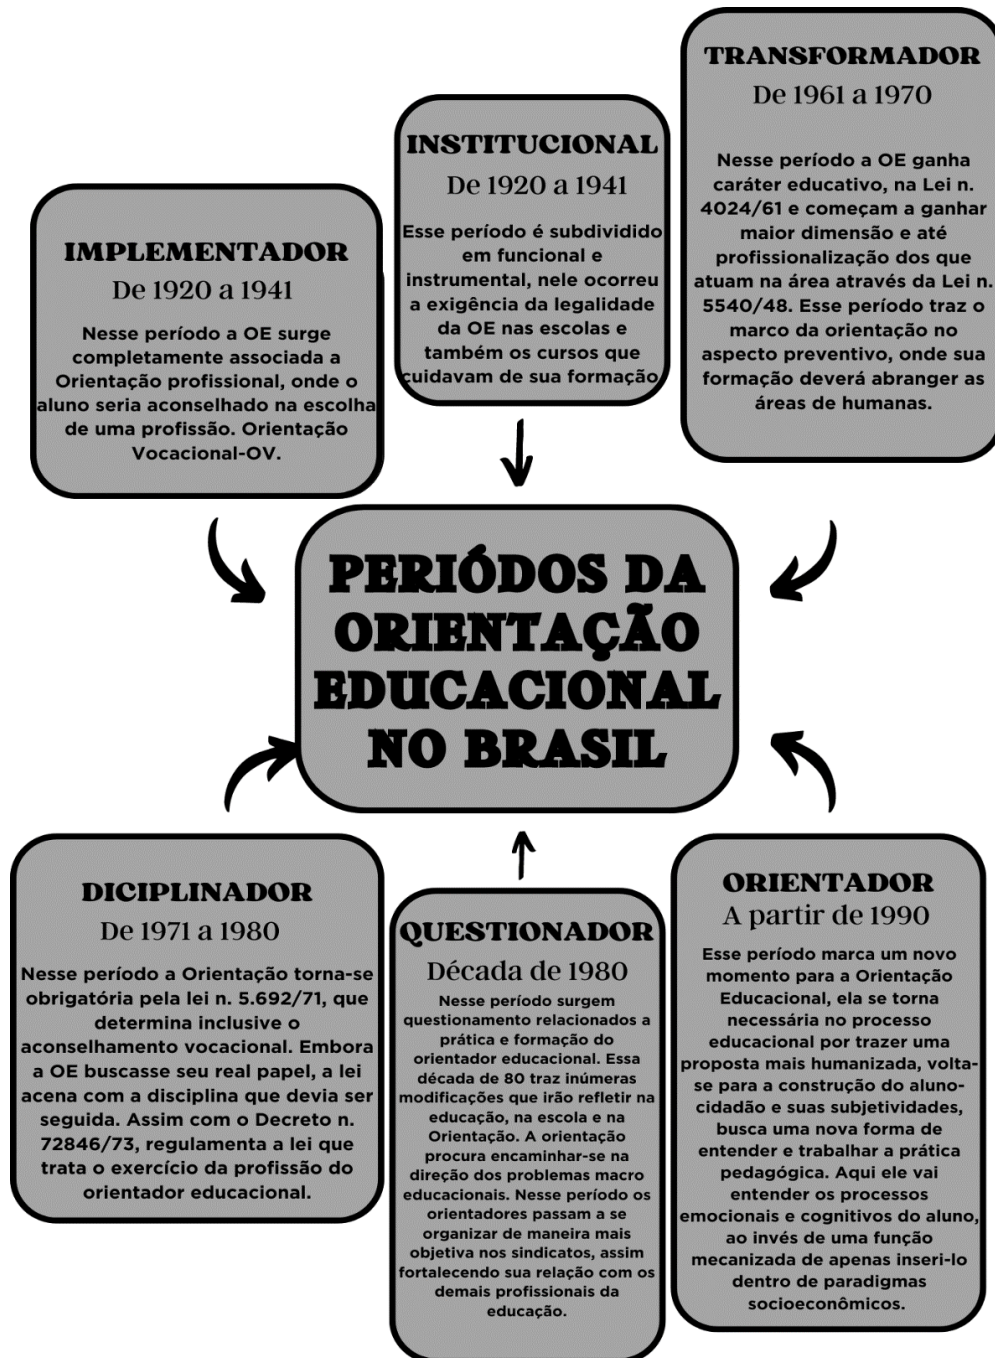 IMPLEMENTADOR
De 1920 a 1941
Nesse período a OE surge
completamente associada a
Orientação profissional, onde o
aluno seria aconselhado na escolha
de uma profissão. Orientação
Vocacional-OV.
INSTITUCIONAL
De 1920 a 1941
Esse período é subdividido
em funcional e
instrumental, nele ocorreu
a exigência da legalidade
da OE nas escolas e
também os cursos que
cuidavam de sua formação.
TRANSFORMADOR
De 1961 a 1970
Nesse período a OE ganha
caráter educativo, na Lei n.
4024/61 e começam a ganhar
maior dimensão e até
profissionalização dos que
atuam na área através da Lei n.
5540/48. Esse período traz o
marco da orientação no
aspecto preventivo, onde sua
formação deverá abranger as
áreas de humanas.
PERIÓDOS DA
ORIENTAÇÃO
EDUCACIONAL
NO BRASIL
DICIPLINADOR
De 1971 a 1980
Nesse período a Orientação torna-se
obrigatória pela lei n. 5.692/71, que
determina inclusive o
aconselhamento vocacional. Embora
a OE buscasse seu real papel, a lei
acena com a disciplina que devia ser
seguida. Assim com o Decreto n.
72846/73, regulamenta a lei que
trata o exercício da profissão do
orientador educacional.
QUESTIONADOR
Década de 1980
Nesse período surgem
questionamento relacionados a
prática e formação do
orientador educacional. Essa
década de 80 traz inúmeras
modificações que irão refletir na
educação, na escola e na
Orientação. A orientação
procura encaminhar-se na
direção dos problemas macro
educacionais. Nesse período os
orientadores passam a se
organizar de maneira mais
objetiva nos sindicatos, assim
fortalecendo sua relação com os
demais profissionais da
educação.
ORIENTADOR
A partir de 1990
Esse período marca um novo
momento para a Orientação
Educacional, ela se torna
necessária no processo
educacional por trazer uma
proposta mais humanizada, volta-
se para a construção do aluno-
cidadão e suas subjetividades,
busca uma nova forma de
entender e trabalhar a prática
pedagógica. Aqui ele vai
entender os processos
emocionais e cognitivos do aluno,
ao invés de uma função
mecanizada de apenas inseri-lo
dentro de paradigmas
socioeconômicos.